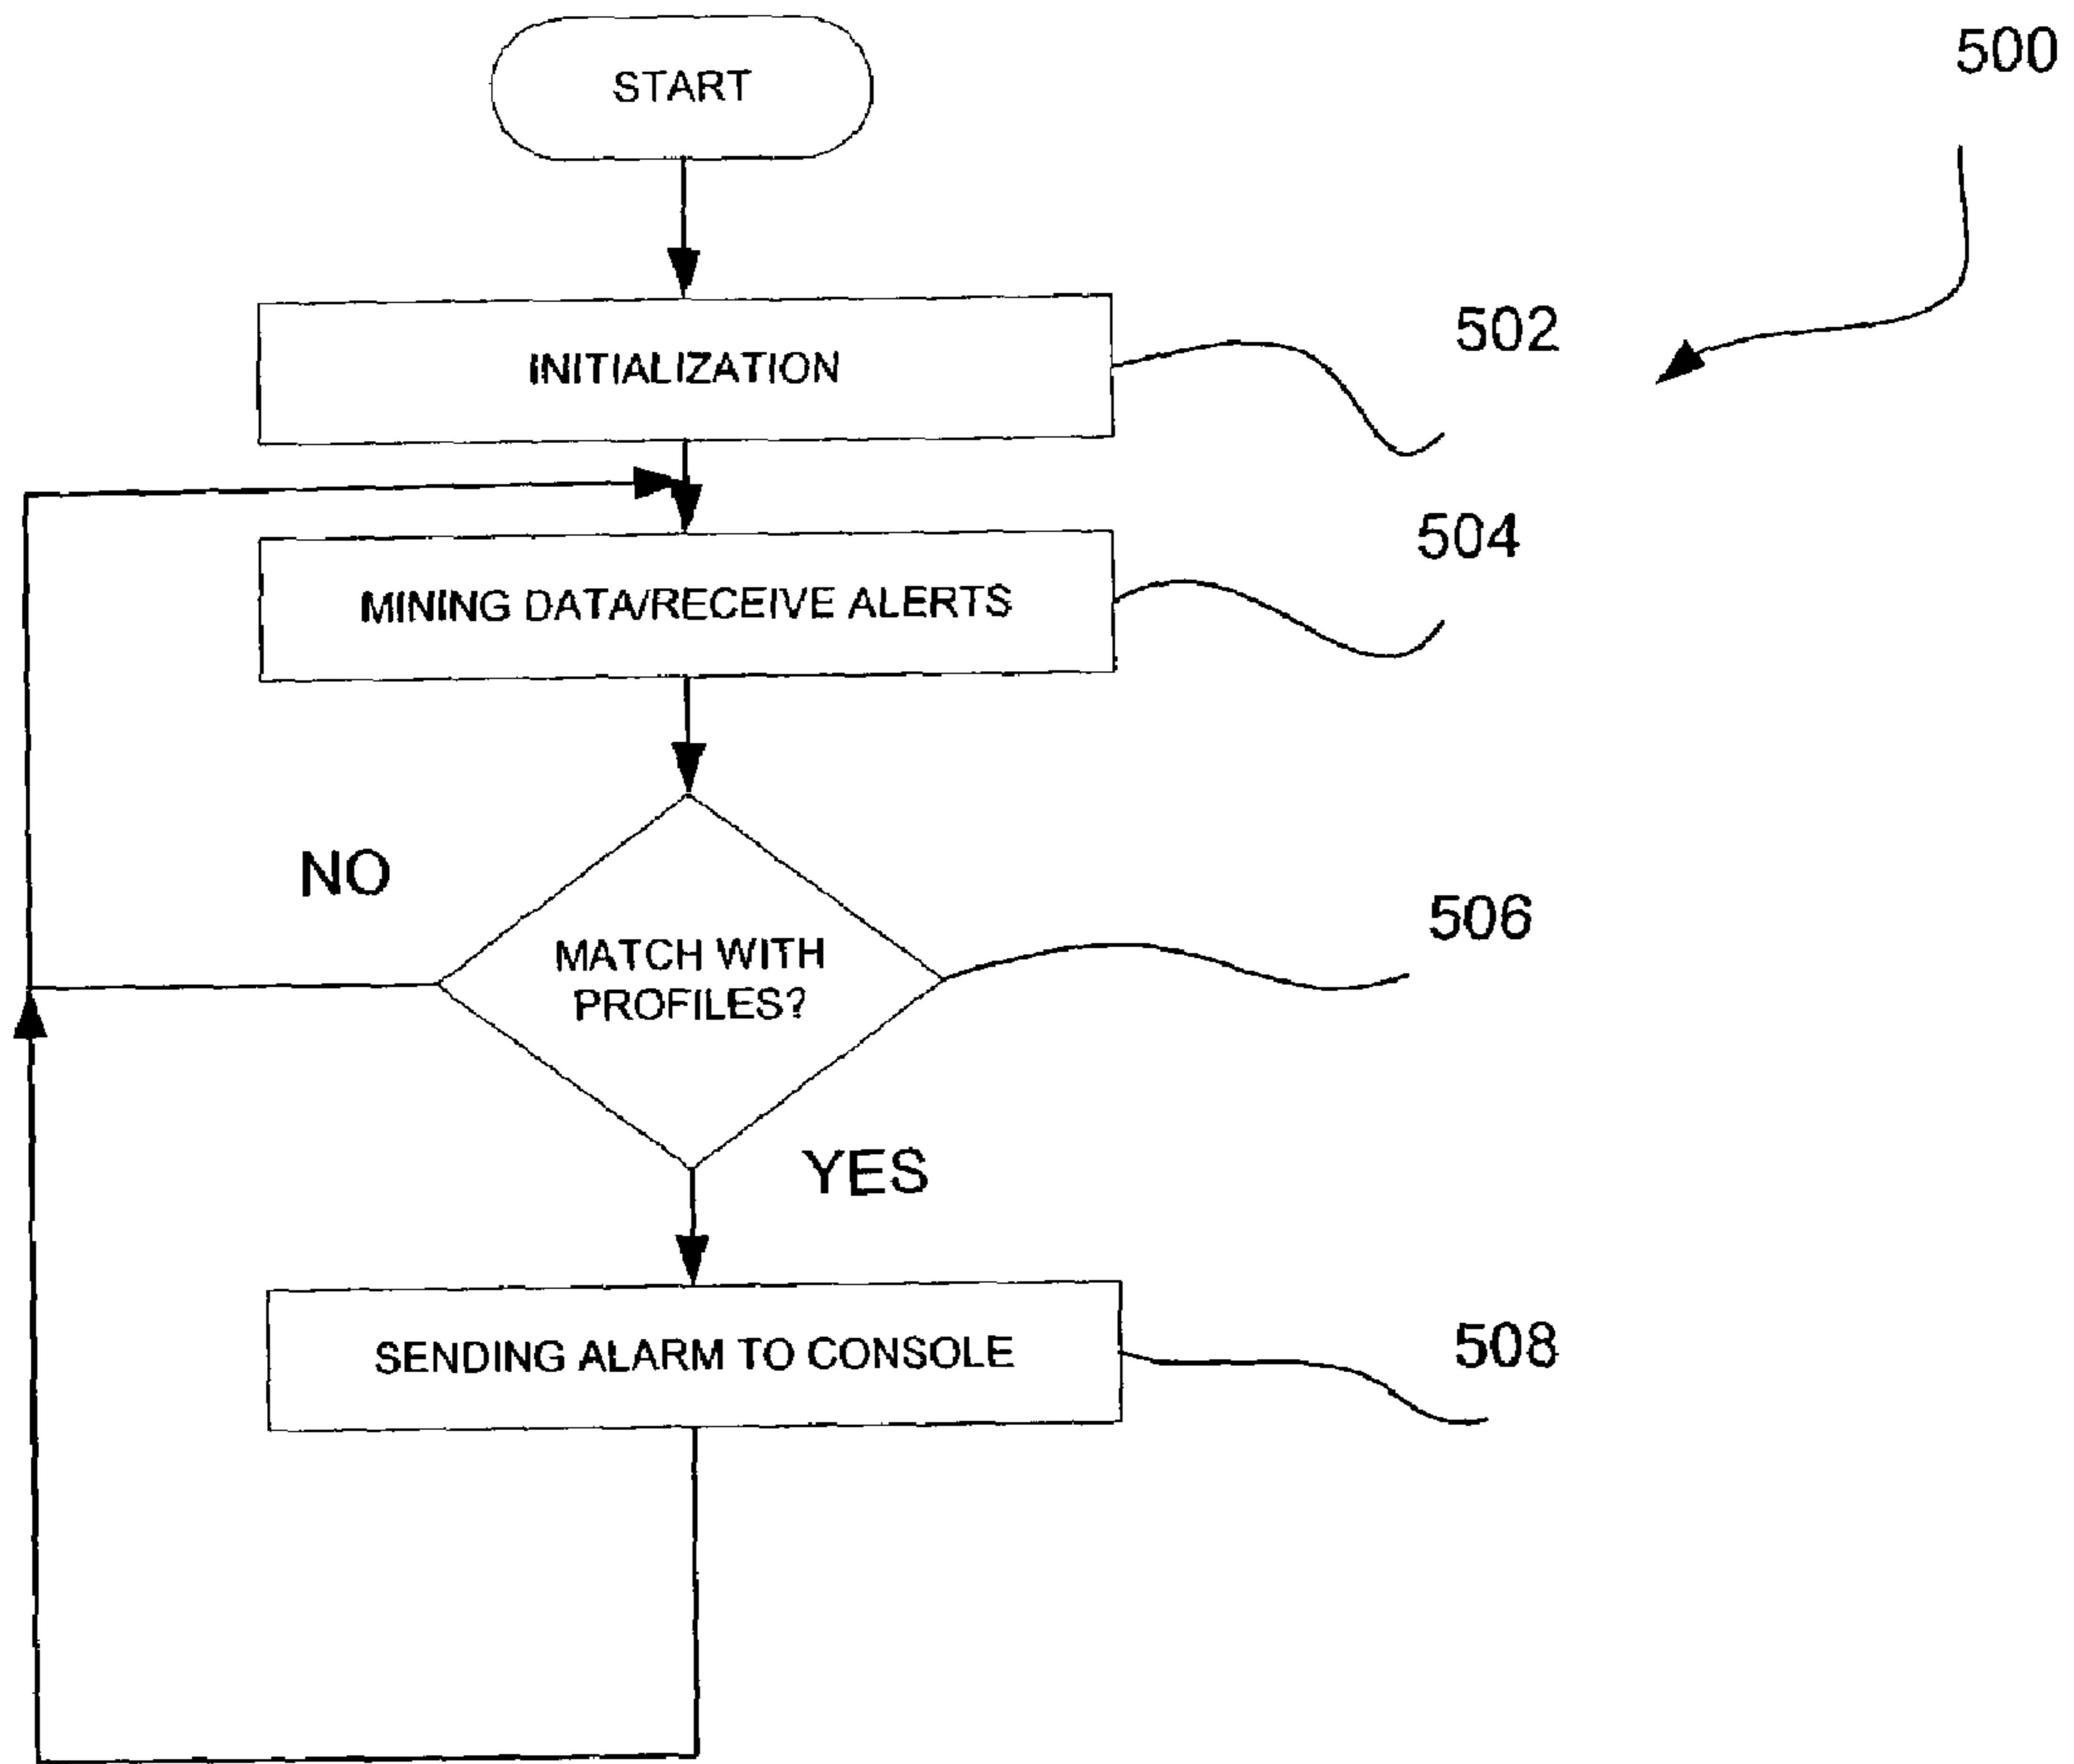 START
500
INITIALIZATION
502
MINING DATA/RECEIVE ALERTS
504
NO
MATCH WITH
PROFILES?
506
YES
SENDING ALARM TO CONSOLE
508